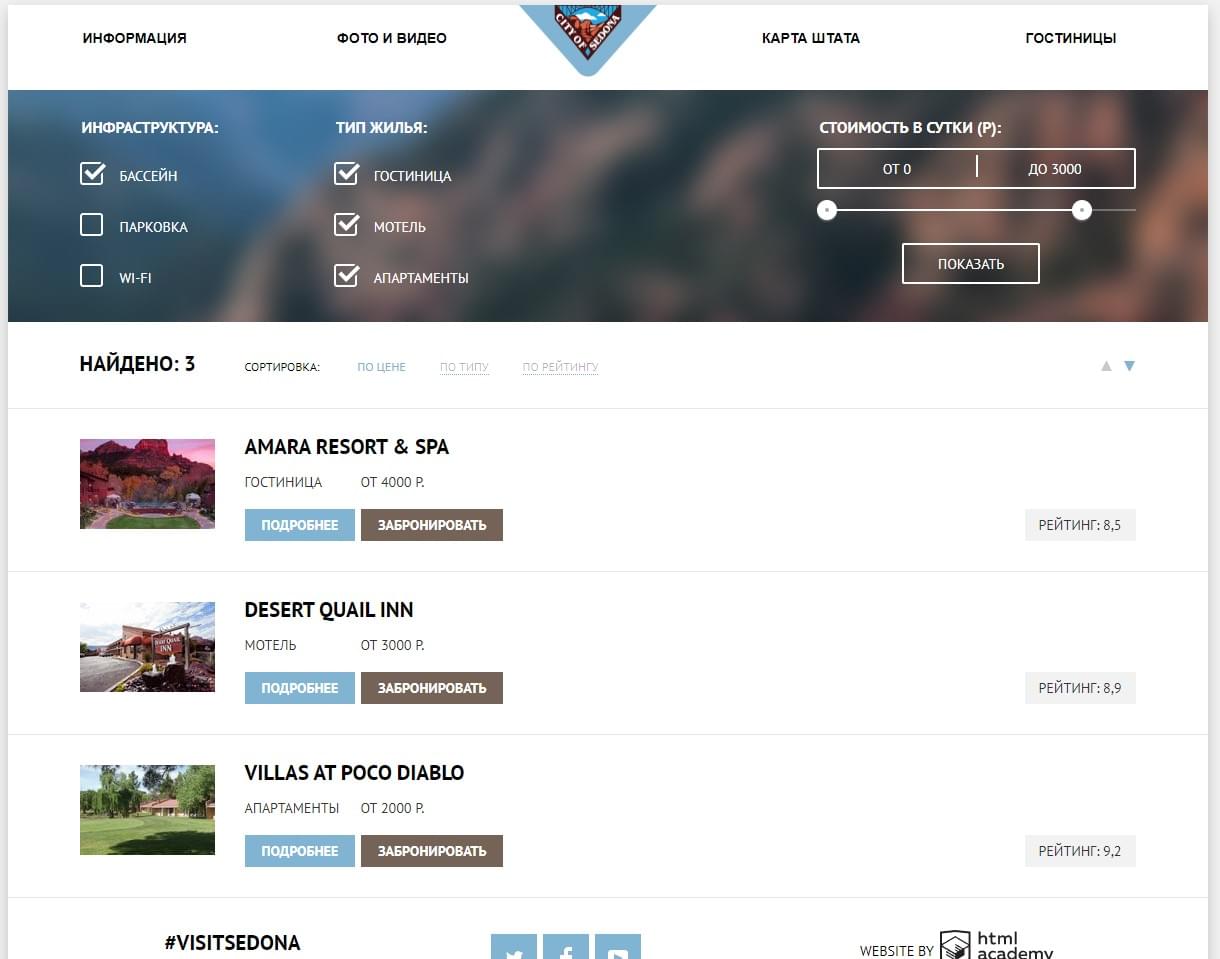 ИНФОРМАЦИЯ
ФОТО И ВИДЕО
CITY OF SEDONA
КАРТА ШТАТА
ГОСТИНИЦЫ
ИНФРАСТРУКТУРА:
БАССЕЙН
ПАРКОВКА
WI-FI
ТИП ЖИЛЬЯ:
ГОСТИНИЦА
МОТЕЛЬ
АПАРТАМЕНТЫ
СТОИМОСТЬ В СУТКИ (Р):
ОТ 0
ДО 3000
ПОКАЗАТЬ
НАЙДЕНО: 3
СОРТИРОВКА:
ПО ЦЕНЕ
ПО ТИПУ
ПО РЕЙТИНГУ
AMARA RESORT & SPA
ГОСТИНИЦА
ОТ 4000 Р.
ПОДРОБНЕЕ
ЗАБРОНИРОВАТЬ
РЕЙТИНГ: 8,5
DESERT QUAIL INN
МОТЕЛЬ
ОТ 3000 Р.
ПОДРОБНЕЕ
ЗАБРОНИРОВАТЬ
РЕЙТИНГ: 8,9
VILLAS AT POCO DIABLO
АПАРТАМЕНТЫ
ОТ 2000 Р.
ПОДРОБНЕЕ
ЗАБРОНИРОВАТЬ
РЕЙТИНГ: 9,2
#VISITSEDONA
WEBSITE BY
html
academy